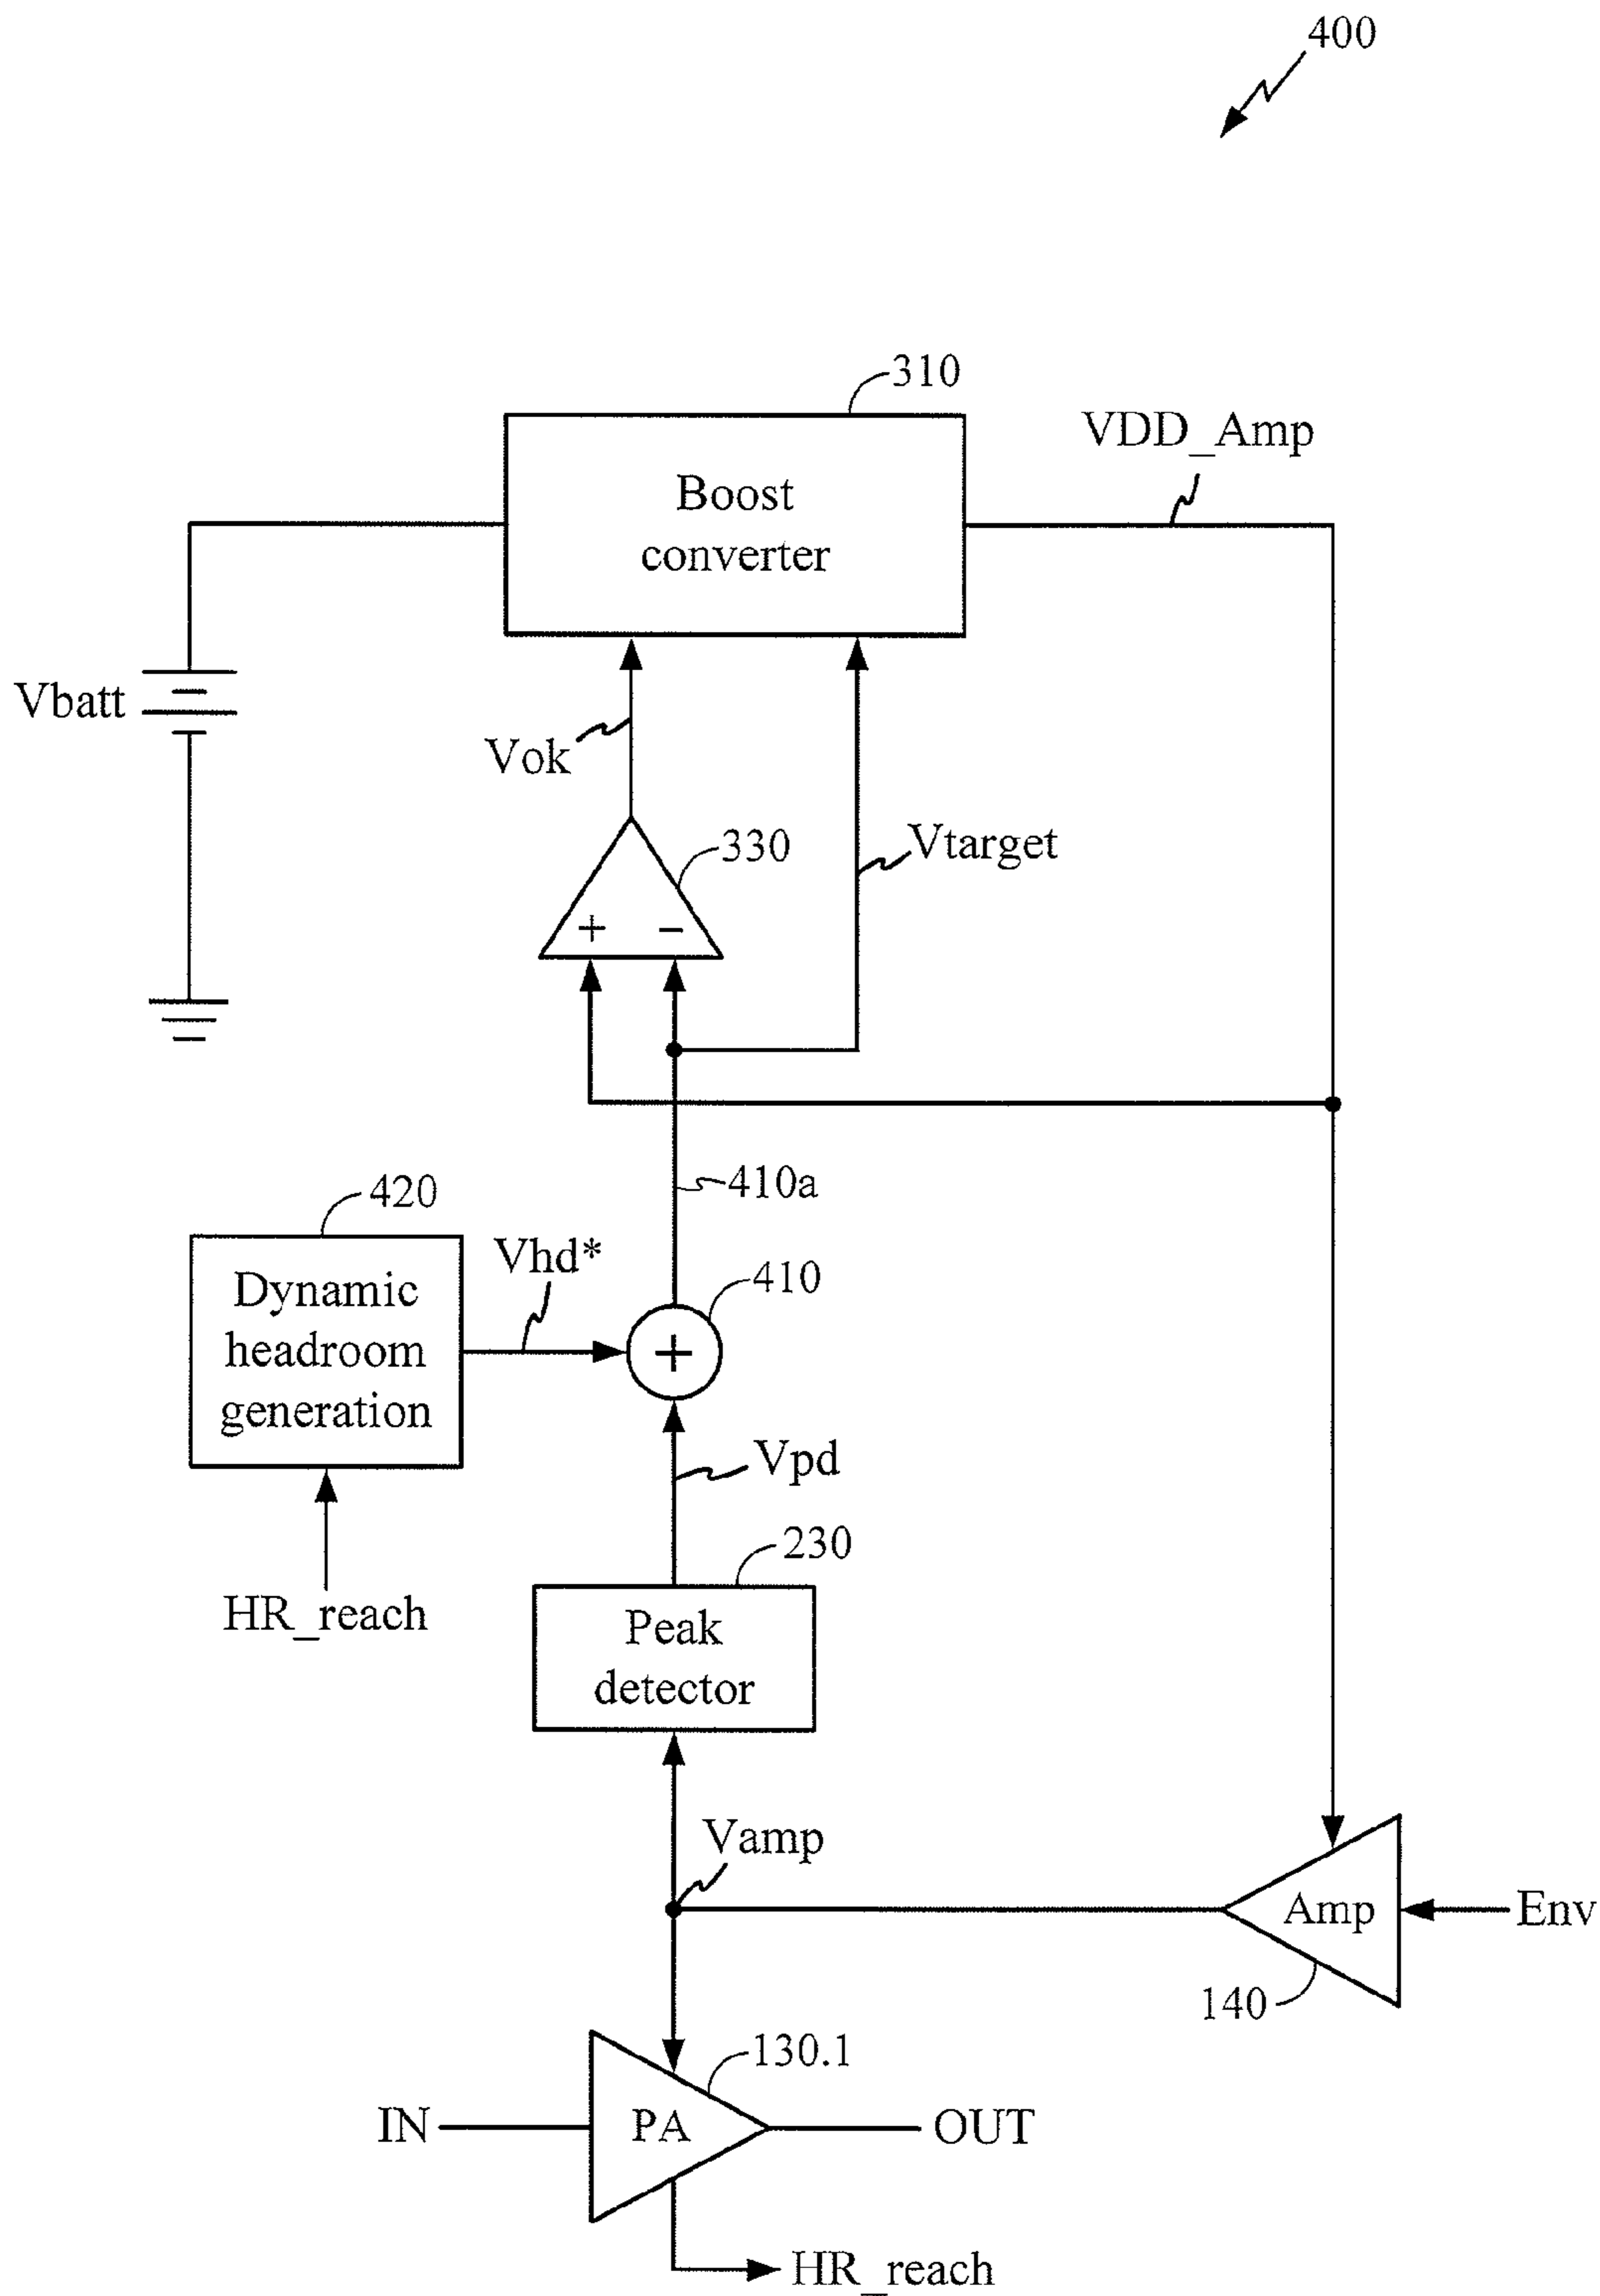 400
310
VDD_Amp
Boost
converter
Vbatt
Vok
330
Vtarget
+ −
410a
420
Vhd*
410
Dynamic
headroom
generation
+
Vpd
230
HR_reach
Peak
detector
Vamp
Amp
Env
140
130.1
IN
PA
OUT
HR_reach